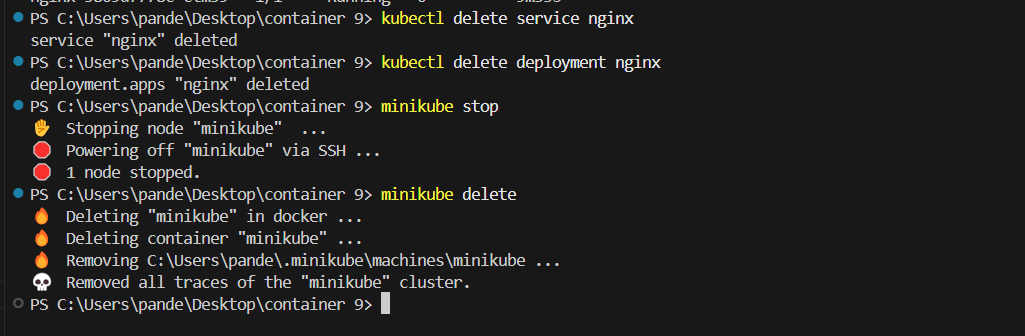 PS C:\Users\pande\Desktop\container 9> kubectl delete service nginx
service "nginx" deleted
PS C:\Users\pande\Desktop\container 9> kubectl delete deployment nginx
deployment.apps "nginx" deleted
PS C:\Users\pande\Desktop\container 9> minikube stop
✋ Stopping node "minikube" ...
🛑 Powering off "minikube" via SSH ...
🛑 1 node stopped.
PS C:\Users\pande\Desktop\container 9> minikube delete
🔥 Deleting "minikube" in docker ...
🔥 Deleting container "minikube" ...
🔥 Removing C:\Users\pande\.minikube\machines\minikube ...
💀 Removed all traces of the "minikube" cluster.
PS C:\Users\pande\Desktop\container 9>